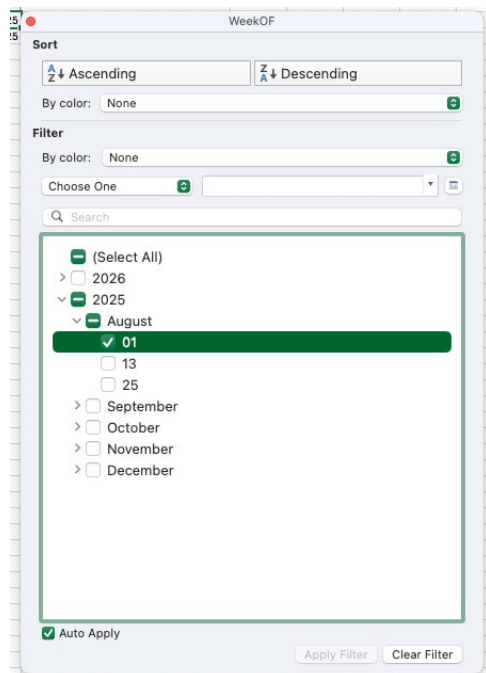 WeekOF
Sort
Ascending
Descending
By color: None
Filter
By color: None
Choose One
Search
(Select All)
2026
2025
August
01
13
25
September
October
November
December
Auto Apply
Apply Filter
Clear Filter